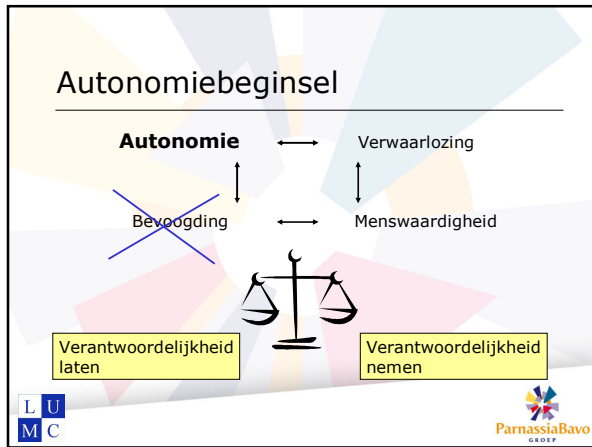 Autonomiebeginsel
Autonomie
Verwaarlozing
Bevoogding
Menswaardigheid
Verantwoordelijkheid
laten
Verantwoordelijkheid
nemen
L U
M C
ParnassiaBavo
GROEP